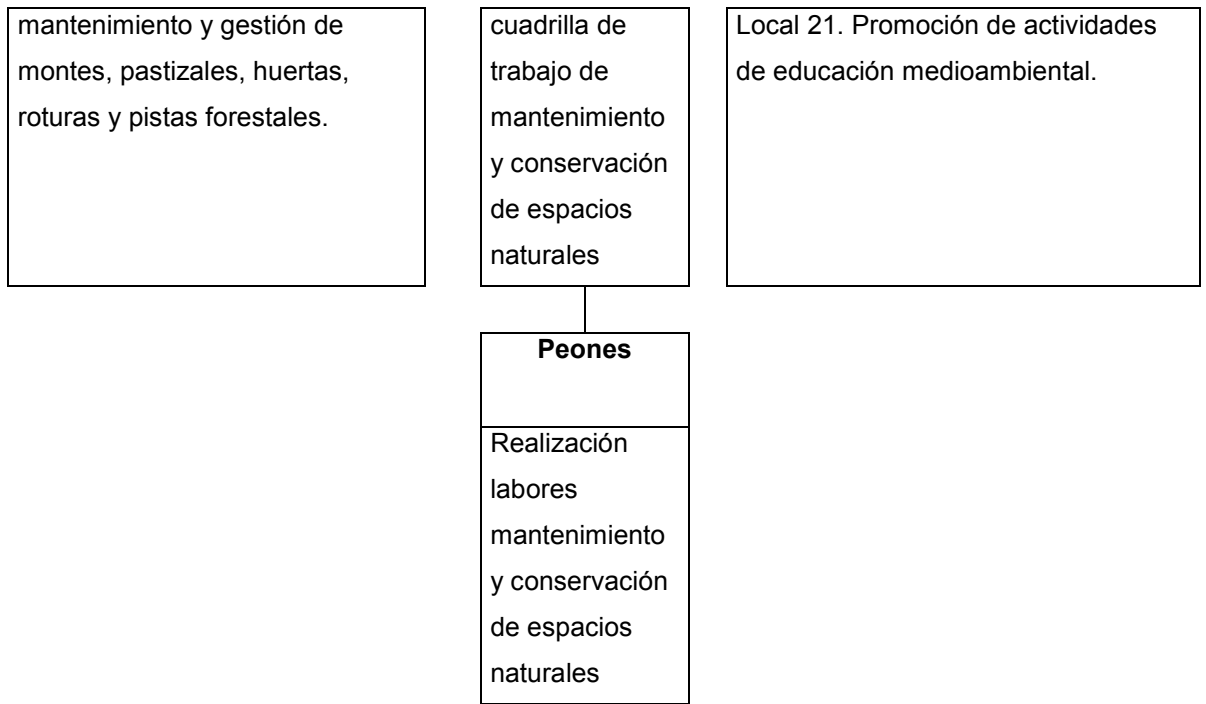 mantenimiento y gestión de
montes, pastizales, huertas,
roturas y pistas forestales.
cuadrilla de
trabajo de
mantenimiento
y conservación
de espacios
naturales
Local 21. Promoción de actividades
de educación medioambiental.
Peones
Realización
labores
mantenimiento
y conservación
de espacios
naturales